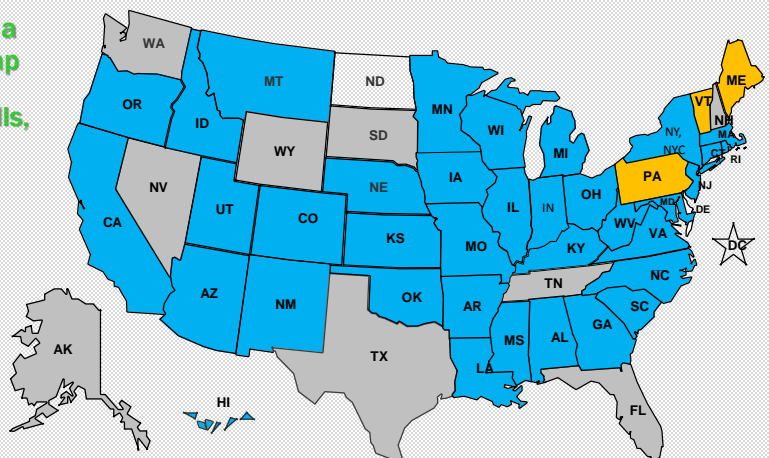 a
ap
lls,
WA
MT
ND
ME
VT
NH
OR
ID
MN
SD
WI
NY,
NYC
MA
CT
RI
MI
WY
NV
IA
PA
NJ
NE
OH
IL
IN
MD
DE
UT
CO
CA
WV
VA
DC
KS
MO
KY
NC
TN
AZ
NM
OK
AR
SC
GA
MS
AL
LA
TX
AK
HI
FL